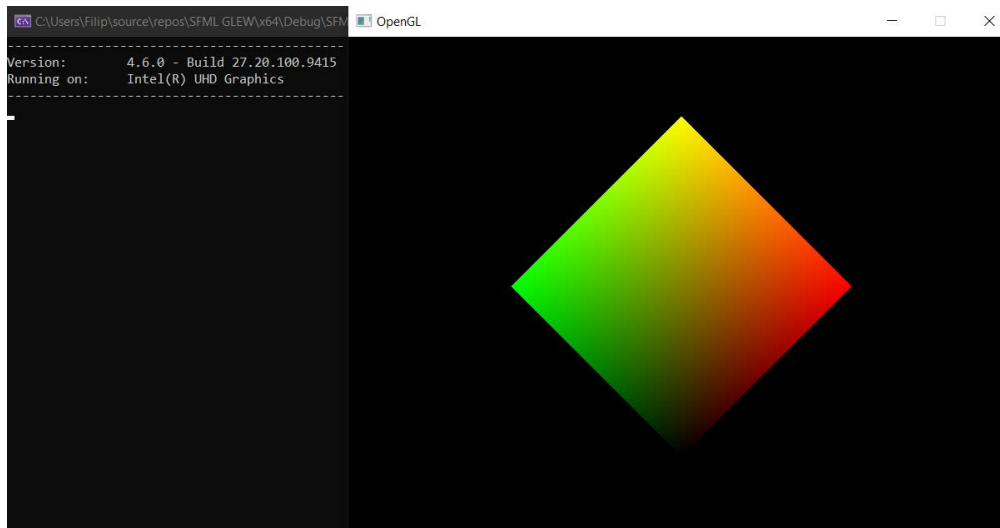 C:\Users\Filip\source\repos\SFML GLEW\x64\Debug\SFM
OpenGL
---------------------------------------------
Version: 4.6.0 - Build 27.20.100.9415
Running on: Intel(R) UHD Graphics
---------------------------------------------